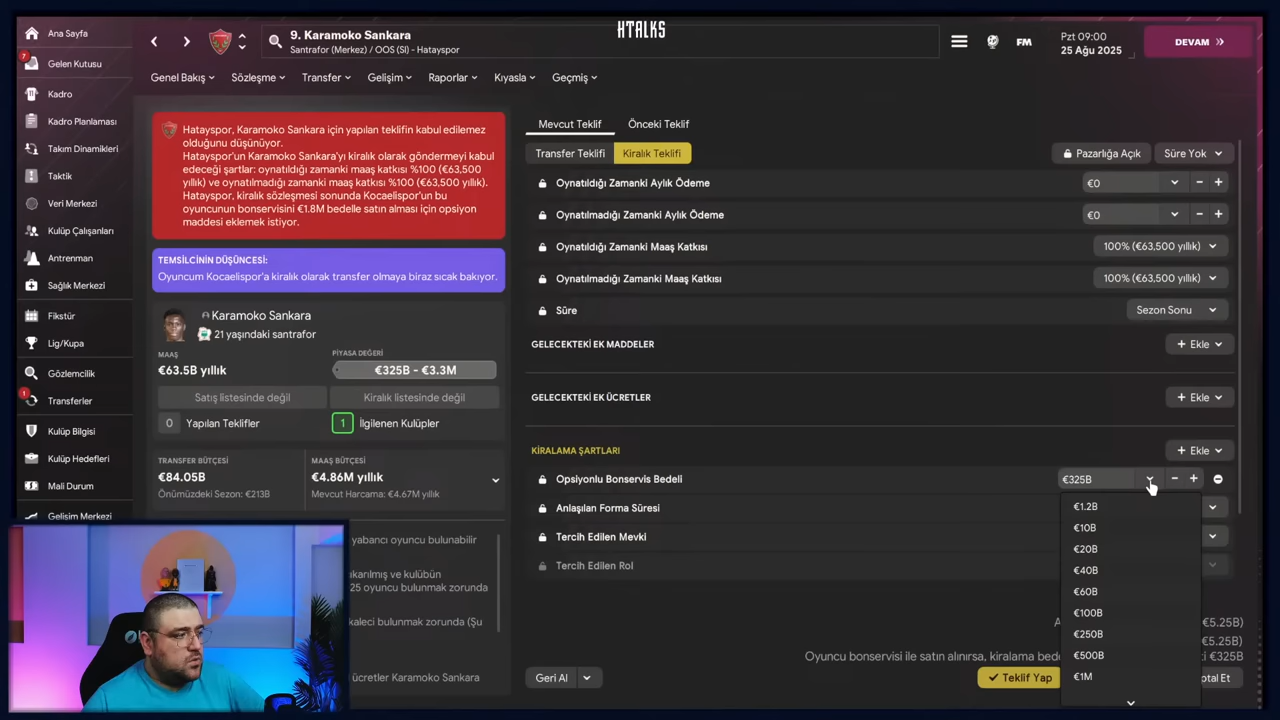 HTALKS
Ana Sayfa
7
Gelen Kutusu
Kadro
Kadro Planlaması
Takım Dinamikleri
Taktik
Veri Merkezi
Kulüp Çalışanları
Antrenman
Sağlık Merkezi
Fikstür
Lig/Kupa
Gözlemcilik
1
Transferler
Kulüp Bilgisi
Kulüp Hedefleri
Mali Durum
Gelişim Merkezi
9. Karamoko Sankara
Santrafor (Merkez) / OOS (Sl) - Hatayspor
FM
Pzt 09:00
25 Ağu 2025
DEVAM
Genel Bakış
Sözleşme
Transfer
Gelişim
Raporlar
Kıyasla
Geçmiş
Hatayspor, Karamoko Sankara için yapılan teklifin kabul edilemez
olduğunu düşünüyor.
Hatayspor'un Karamoko Sankara'yı kiralık olarak göndermeyi kabul
edeceği şartlar: oynatıldığı zamanki maaş katkısı %100 (€63,500
yıllık) ve oynatılmadığı zamanki maaş katkısı %100 (€63,500 yıllık).
Hatayspor, kiralık sözleşmesi sonunda Kocaelispor'un bu
oyuncunun bonservisini €1.8M bedelle satın alması için opsiyon
maddesi eklemek istiyor.
TEMSİLCİNİN DÜŞÜNCESİ:
Oyuncum Kocaelispor'a kiralık olarak transfer olmaya biraz sıcak bakıyor.
Karamoko Sankara
21 yaşındaki santrafor
MAAŞ
€63.5B yıllık
PİYASA DEĞERİ
€325B - €3.3M
Satış listesinde değil
Kiralık listesinde değil
0
Yapılan Teklifler
1
İlgilenen Kulüpler
TRANSFER BÜTÇESİ
€84.05B
Önümüzdeki Sezon: €213B
MAAŞ BÜTÇESİ
€4.86M yıllık
Mevcut Harcama: €4.67M yıllık
yabancı oyuncu bulunabilir
ıkarılmış ve kulübün
25 oyuncu bulunmak zorunda
kaleci bulunmak zorunda (Şu
ücretler Karamoko Sankara
Mevcut Teklif
Önceki Teklif
Transfer Teklifi
Kiralık Teklifi
Pazarlığa Açık
Süre Yok
Oynatıldığı Zamanki Aylık Ödeme
€0
Oynatılmadığı Zamanki Aylık Ödeme
€0
Oynatıldığı Zamanki Maaş Katkısı
100% (€63,500 yıllık)
Oynatılmadığı Zamanki Maaş Katkısı
100% (€63,500 yıllık)
Süre
Sezon Sonu
GELECEKTEKİ EK MADDELER
+ Ekle
GELECEKTEKİ EK ÜCRETLER
+ Ekle
KİRALAMA ŞARTLARI
+ Ekle
Opsiyonlu Bonservis Bedeli
€325B
Anlaşılan Forma Süresi
Tercih Edilen Mevki
Tercih Edilen Rol
€1.2B
€10B
€20B
€40B
€60B
€100B
€250B
€500B
€1M
€5.25B)
€5.25B)
Oyuncu bonservisi ile satın alınırsa, kiralama bede
€325B
Geri Al
Teklif Yap
ptal Et